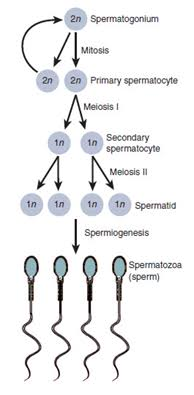 2n Spermatogonium
Mitosis
2n 2n Primary spermatocyte
Meiosis I
1n 1n Secondary
spermatocyte
Meiosis II
1n 1n 1n 1n Spermatid
Spermiogenesis
Spermatozoa
(sperm)